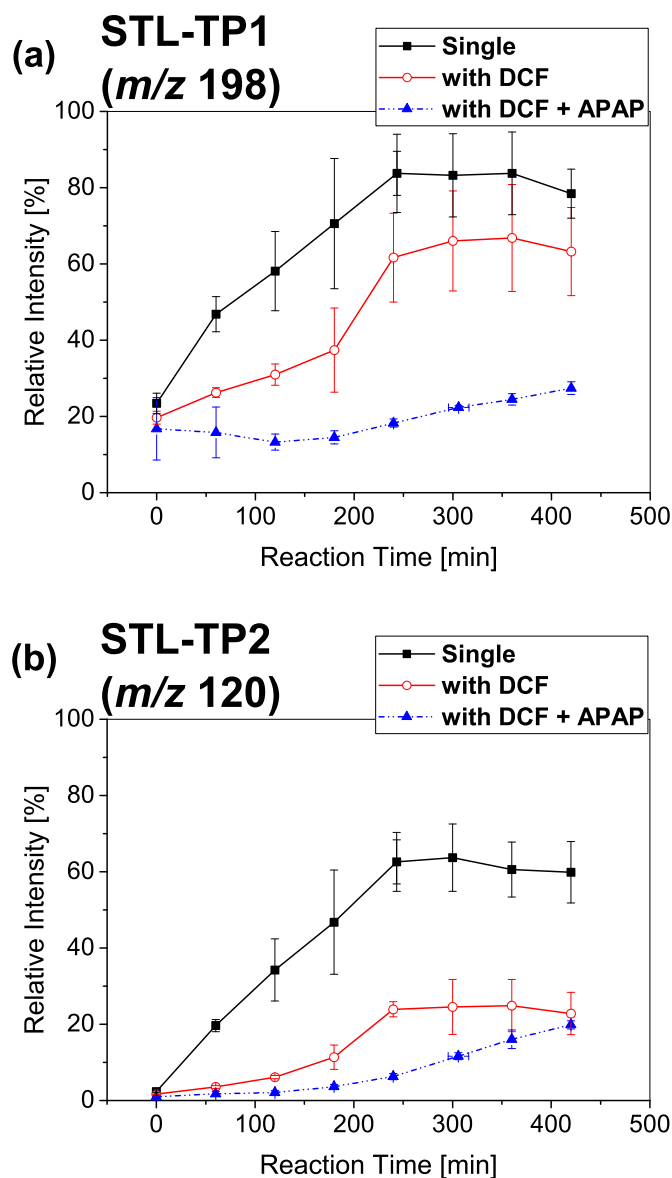 (a)
STL-TP1
(m/z 198)
Single
with DCF
with DCF + APAP
100
80
60
40
20
0
Relative Intensity [%]
0 100 200 300 400 500
Reaction Time [min]
(b)
STL-TP2
(m/z 120)
Single
with DCF
with DCF + APAP
100
80
60
40
20
0
Relative Intensity [%]
0 100 200 300 400 500
Reaction Time [min]